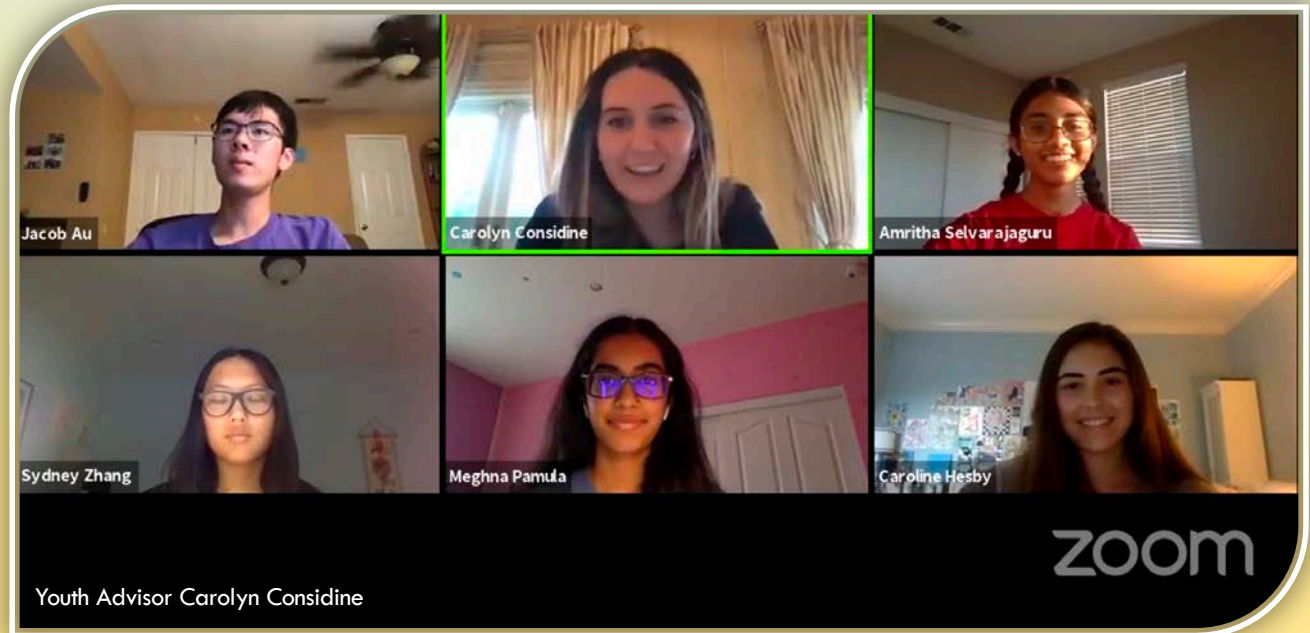 Jacob Au
Carolyn Considine
Amritha Selvarajaguru
Sydney Zhang
Meghna Pamula
Caroline Hesby
zoom
Youth Advisor Carolyn Considine